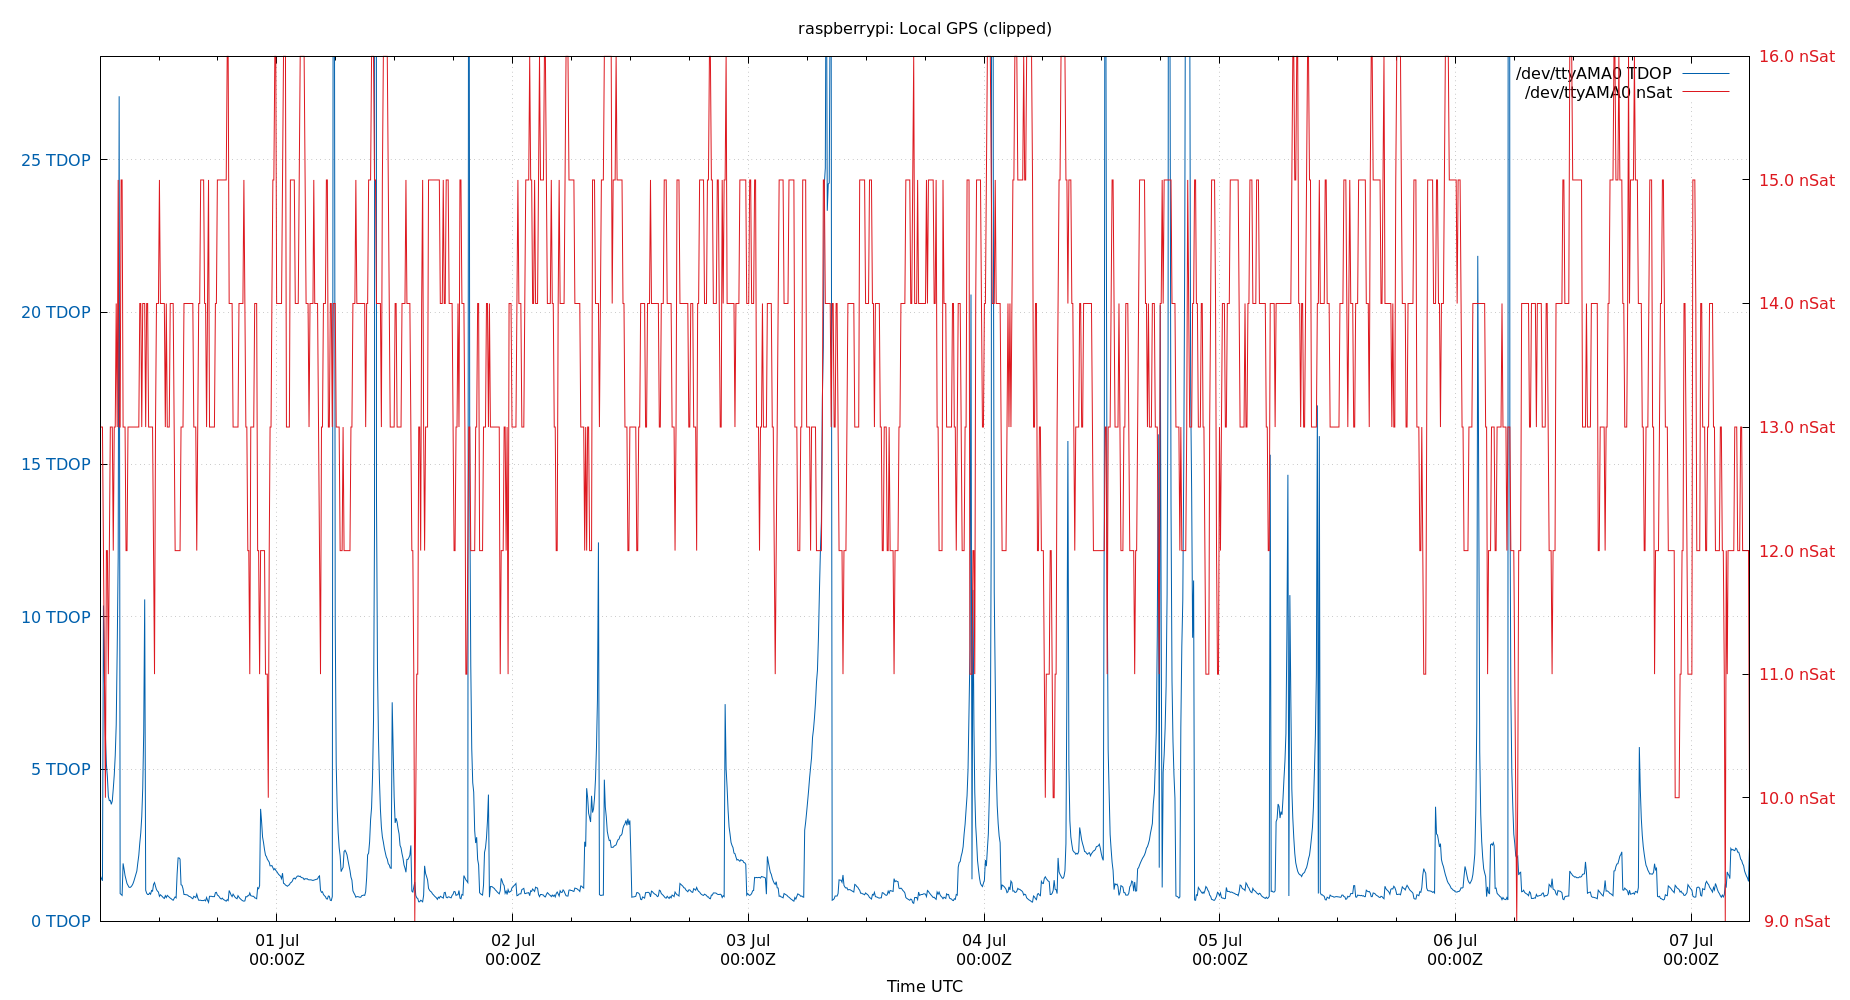 raspberrypi: Local GPS (clipped)
/dev/ttyAMA0 TDOP
/dev/ttyAMA0 nSat
25 TDOP
20 TDOP
15 TDOP
10 TDOP
5 TDOP
0 TDOP
16.0 nSat
15.0 nSat
14.0 nSat
13.0 nSat
12.0 nSat
11.0 nSat
10.0 nSat
9.0 nSat
01 Jul
00:00Z
02 Jul
00:00Z
03 Jul
00:00Z
04 Jul
00:00Z
05 Jul
00:00Z
06 Jul
00:00Z
07 Jul
00:00Z
Time UTC